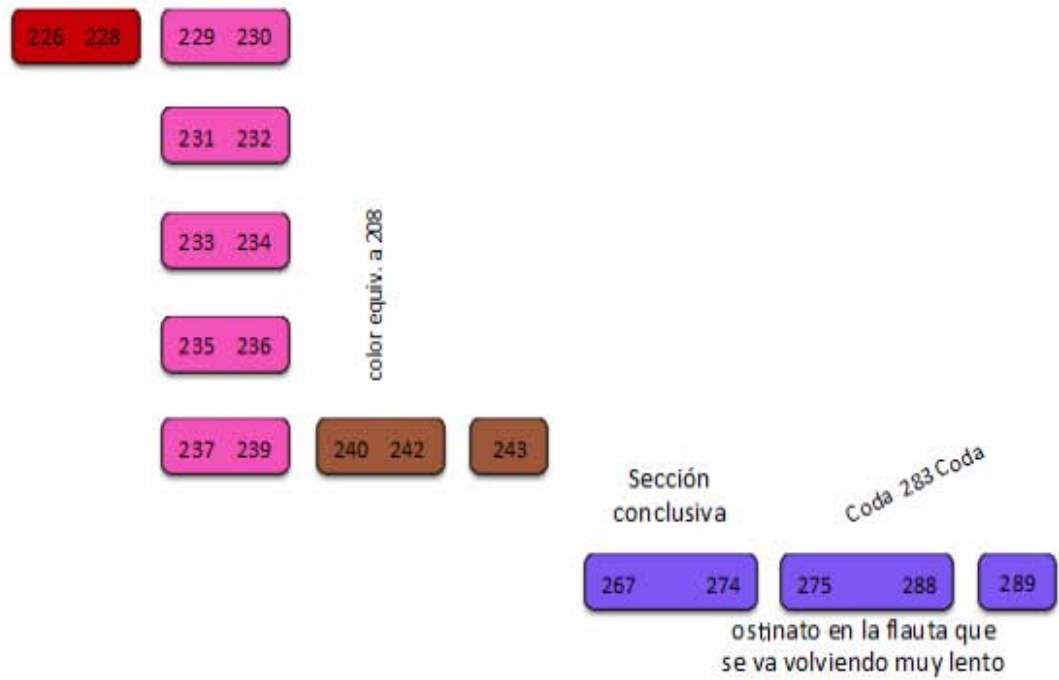 226 228 229 230
231 232
233 234
color equiv. a 208
235 236
237 239 240 242 243
Sección
conclusiva
Coda 283 Coda
267 274 275 288 289
ostinato en la flauta que
se va volviendo muy lento